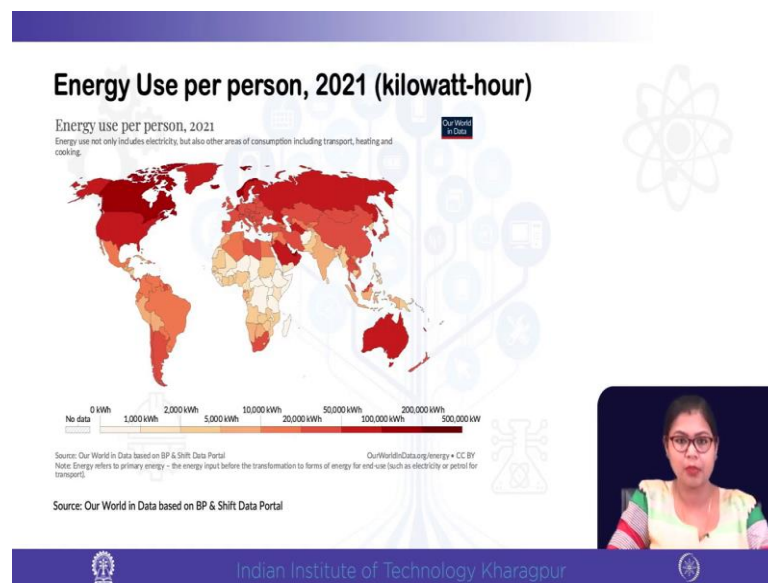 Energy Use per person, 2021 (kilowatt-hour)
Energy use per person, 2021
Our World
in Data
Energy use not only includes electricity, but also other areas of consumption including transport, heating and
cooking.
No data
0 kWh
1,000 kWh
2,000 kWh
5,000 kWh
10,000 kWh
20,000 kWh
50,000 kWh
100,000 kWh
200,000 kWh
500,000 kW
Source: Our World in Data based on BP & Shift Data Portal
OurWorldInData.org/energy • CC BY
Note: Energy refers to primary energy – the energy input before the transformation to forms of energy for end-use (such as electricity or petrol for
transport).
Source: Our World in Data based on BP & Shift Data Portal
Indian Institute of Technology Kharagpur